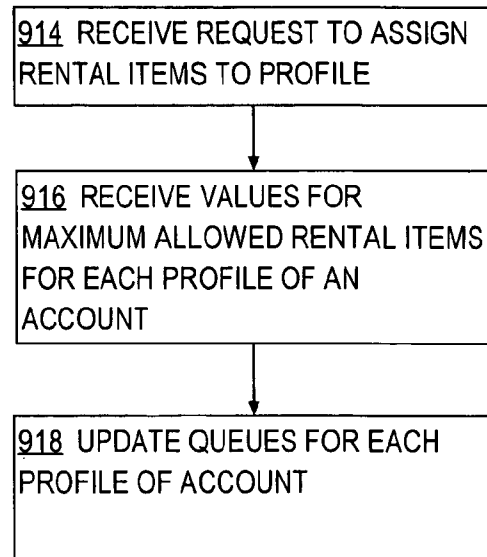 914 RECEIVE REQUEST TO ASSIGN
RENTAL ITEMS TO PROFILE
916 RECEIVE VALUES FOR
MAXIMUM ALLOWED RENTAL ITEMS
FOR EACH PROFILE OF AN
ACCOUNT
918 UPDATE QUEUES FOR EACH
PROFILE OF ACCOUNT